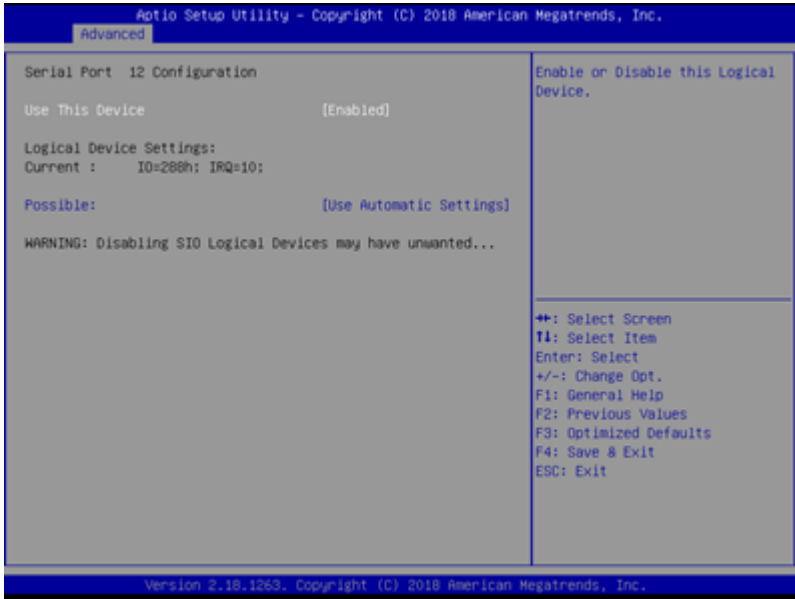 Aptio Setup Utility – Copyright (C) 2018 American Megatrends, Inc.
Advanced
Serial Port 12 Configuration
Use This Device [Enabled]
Logical Device Settings:
Current : IO=288h; IRQ=10;
Possible: [Use Automatic Settings]
WARNING: Disabling SIO Logical Devices may have unwanted...
Enable or Disable this Logical
Device.
→←: Select Screen
↑↓: Select Item
Enter: Select
+/-: Change Opt.
F1: General Help
F2: Previous Values
F3: Optimized Defaults
F4: Save & Exit
ESC: Exit
Version 2.18.1263. Copyright (C) 2018 American Megatrends, Inc.